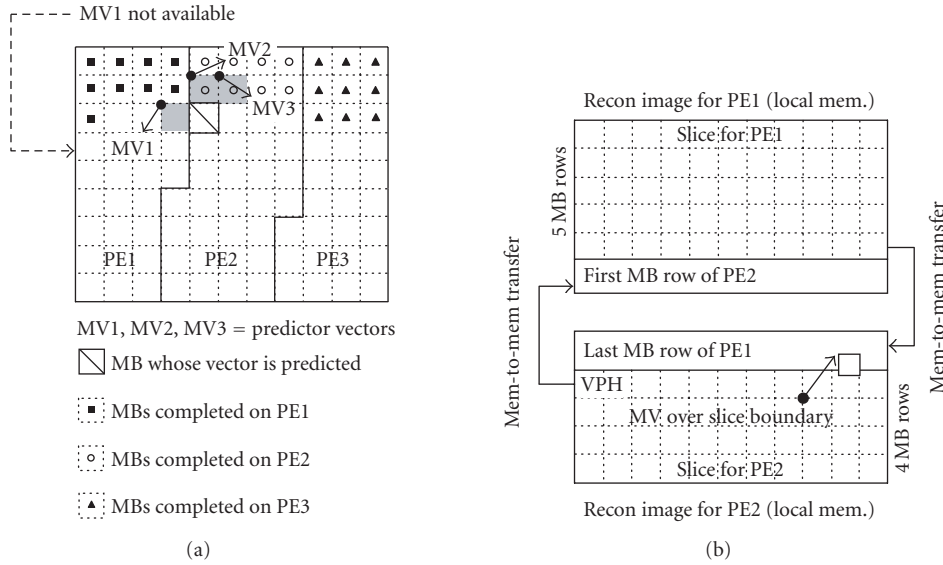 MV1 not available
MV2
MV3
MV1
PE1
PE2
PE3
MV1, MV2, MV3 = predictor vectors
MB whose vector is predicted
MBs completed on PE1
MBs completed on PE2
MBs completed on PE3
(a)
Recon image for PE1 (local mem.)
Slice for PE1
5 MB rows
First MB row of PE2
Mem-to-mem transfer
Mem-to-mem transfer
Last MB row of PE1
VPH
MV over slice boundary
4 MB rows
Slice for PE2
Recon image for PE2 (local mem.)
(b)